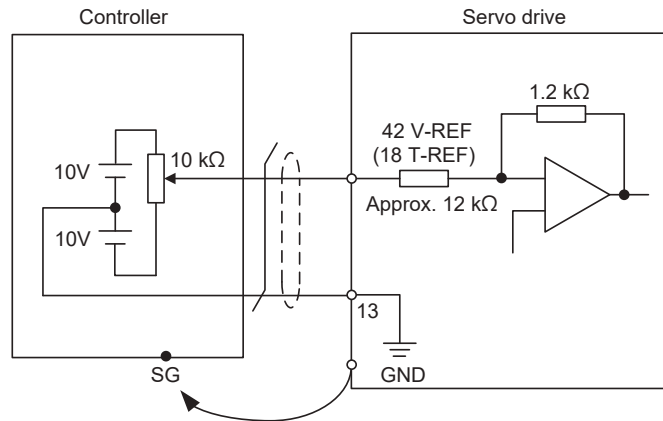 Controller
Servo drive
10V
10V
10 kΩ
42 V-REF
(18 T-REF)
Approx. 12 kΩ
1.2 kΩ
13
GND
SG